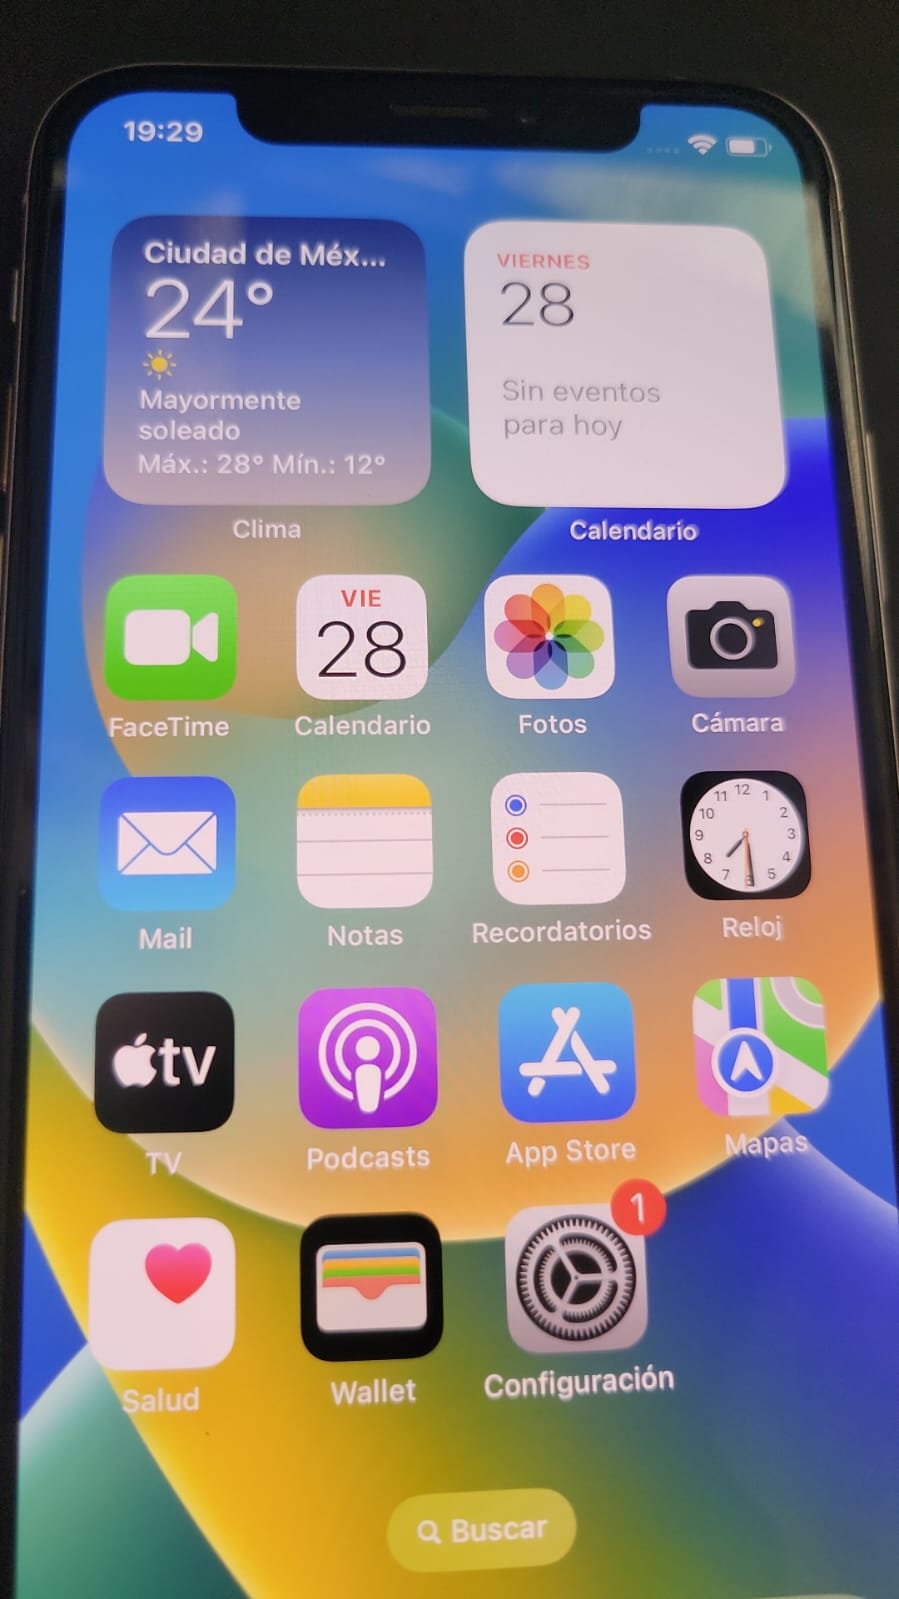 19:29
Ciudad de Méx...
24°
Mayormente
soleado
Máx.: 28° Mín.: 12°
Clima
VIERNES
28
Sin eventos
para hoy
Calendario
FaceTime
VIE
28
Calendario
Fotos
Cámara
Mail
Notas
Recordatorios
12
1
2
3
4
5
6
7
8
9
10
11
Reloj
tv
TV
Podcasts
App Store
Mapas
Salud
Wallet
1
Configuración
Buscar